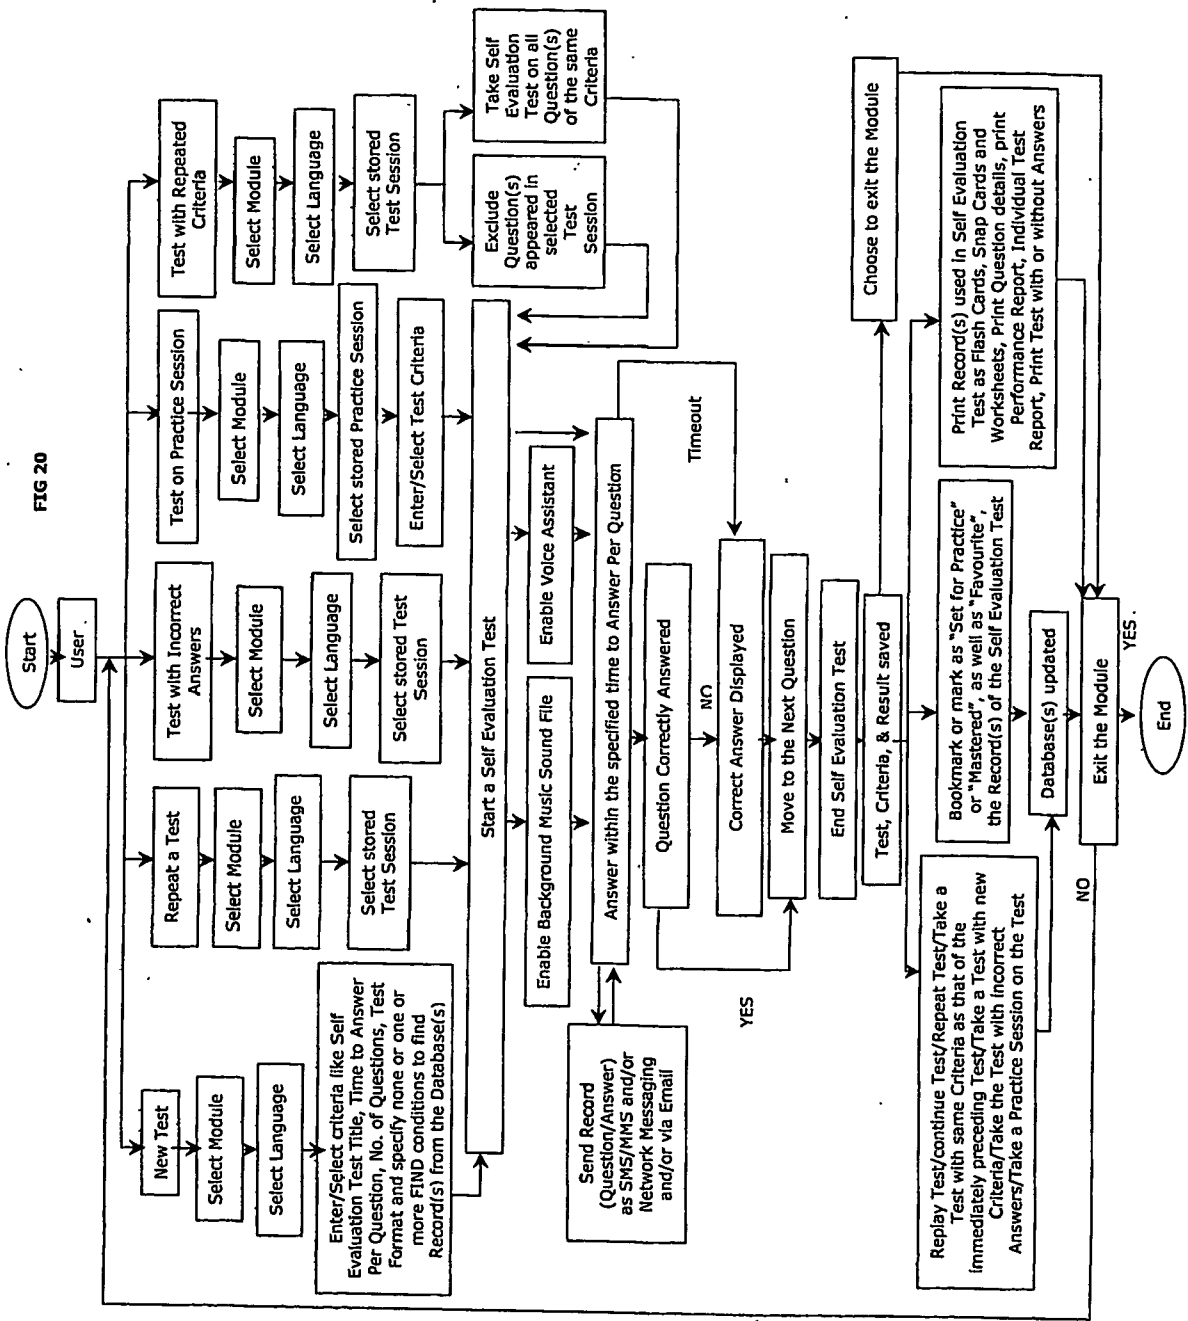 FIG 20
Start
User
New Test
Select Module
Select Language
Enter/Select criteria like Self
Evaluation Test Title, Time to Answer
Per Question, No. of Questions, Test
Format and specify none or one or
more FIND conditions to find
Record(s) from the Database(s)
Repeat a Test
Select Module
Select Language
Select stored
Test Session
Test with Incorrect
Answers
Select Module
Select Language
Select stored Test
Session
Test on Practice Session
Select Module
Select Language
Select stored Practice Session
Enter/Select Test Criteria
Test with Repeated
Criteria
Select Module
Select Language
Select stored
Test Session
Exclude
Question(s)
appeared in
selected
Test
Session
Take Self
Evaluation
Test on all
Question(s)
of the same
Criteria
Start a Self Evaluation Test
Enable Background Music Sound File
Enable Voice Assistant
Send Record
(Question/Answer)
as SMS/MMS and/or
Network Messaging
and/or via Email
Answer within the specified time to Answer Per Question
Timeout
Question Correctly Answered
NO
YES
Correct Answer Displayed
Move to the Next Question
End Self Evaluation Test
Test, Criteria, & Result saved
Choose to exit the Module
Replay Test/continue Test/Repeat Test/Take a
Test with same Criteria as that of the
immediately preceding Test/Take a Test with new
Criteria/Take the Test with incorrect
Answers/Take a Practice Session on the Test
Bookmark or mark as "Set for Practice"
or "Mastered", as well as "Favourite",
the Record(s) of the Self Evaluation Test
Print Record(s) used in Self Evaluation
Test as Flash Cards, Snap Cards and
Worksheets, Print Question details, print
Performance Report, Individual Test
Report, Print Test with or without Answers
Database(s) updated
Exit the Module
NO
YES
End